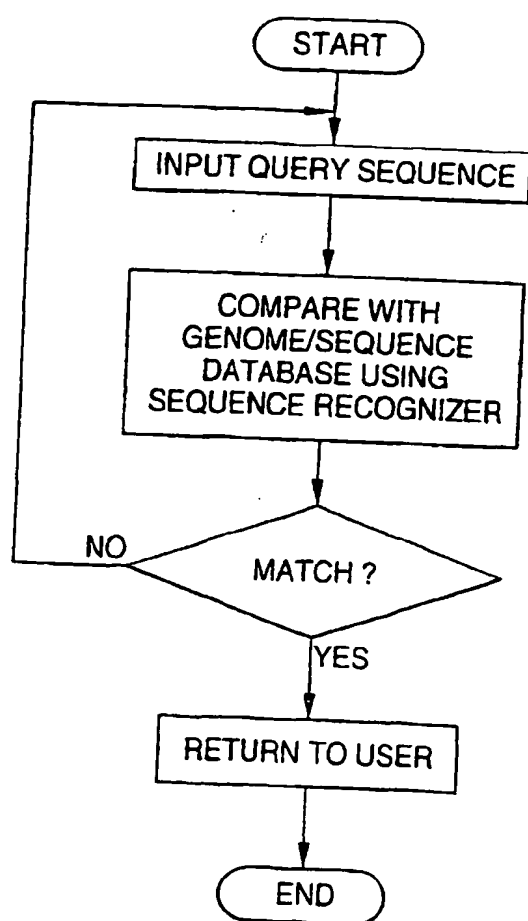 START
INPUT QUERY SEQUENCE
COMPARE WITH
GENOME/SEQUENCE
DATABASE USING
SEQUENCE RECOGNIZER
NO
MATCH ?
YES
RETURN TO USER
END